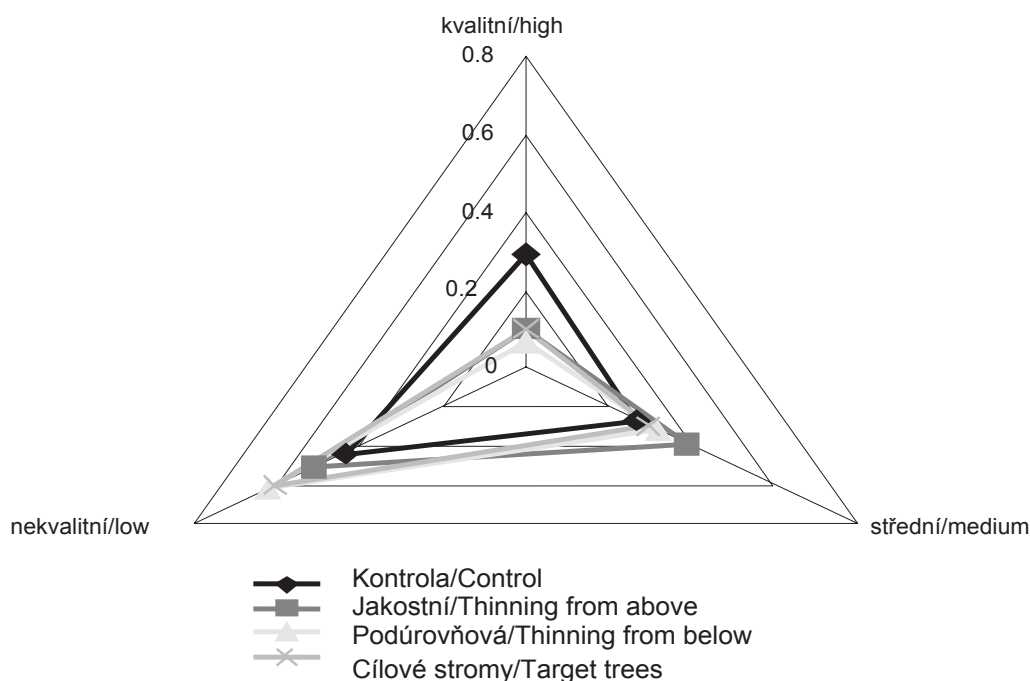 kvalitní/high
0.8
0.6
0.4
0.2
0
nekvalitní/low
střední/medium
Kontrola/Control
Jakostní/Thinning from above
Podúrovňová/Thinning from below
Cílové stromy/Target trees